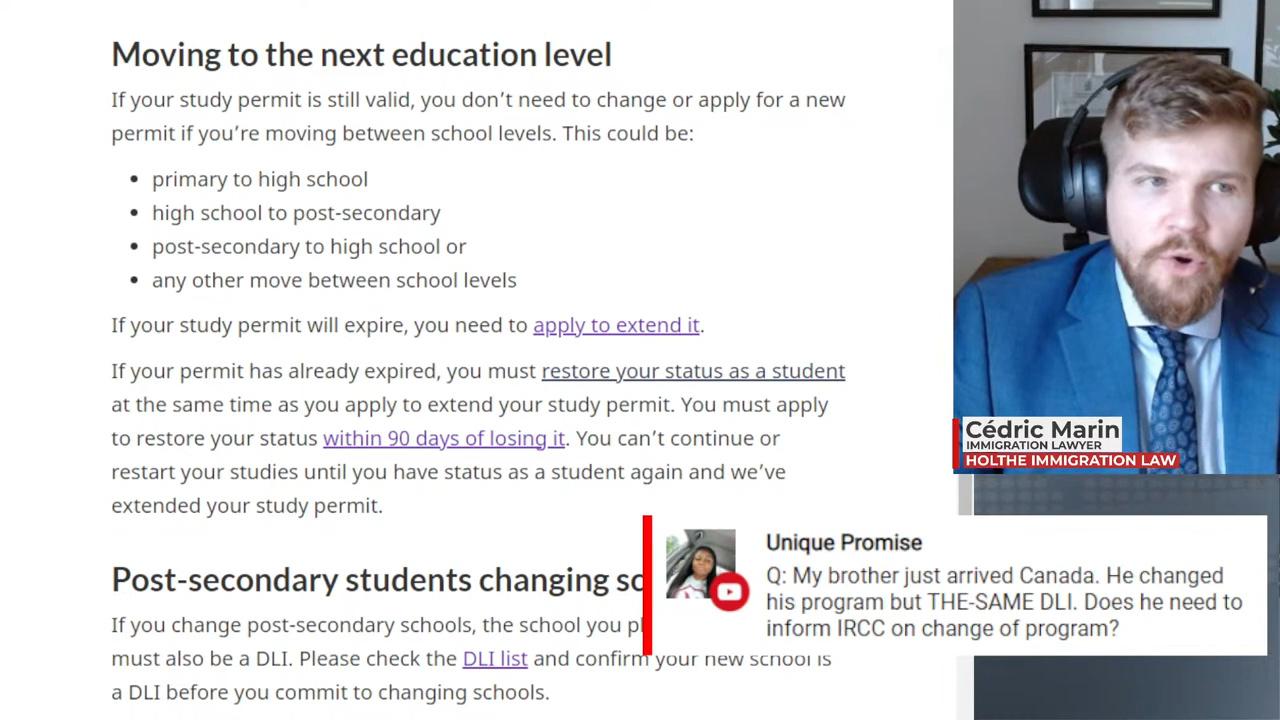 Moving to the next education level
If your study permit is still valid, you don’t need to change or apply for a new
permit if you’re moving between school levels. This could be:
• primary to high school
• high school to post-secondary
• post-secondary to high school or
• any other move between school levels
If your study permit will expire, you need to apply to extend it.
If your permit has already expired, you must restore your status as a student
at the same time as you apply to extend your study permit. You must apply
to restore your status within 90 days of losing it. You can’t continue or
restart your studies until you have status as a student again and we’ve
extended your study permit.
Post-secondary students changing
If you change post-secondary schools, the school you
must also be a DLI. Please check the DLI list and confirm your new school is
a DLI before you commit to changing schools.
Cédric Marin
IMMIGRATION LAWYER
HOLTHE IMMIGRATION LAW
Unique Promise
Q: My brother just arrived Canada. He changed
his program but THE-SAME DLI. Does he need to
inform IRCC on change of program?